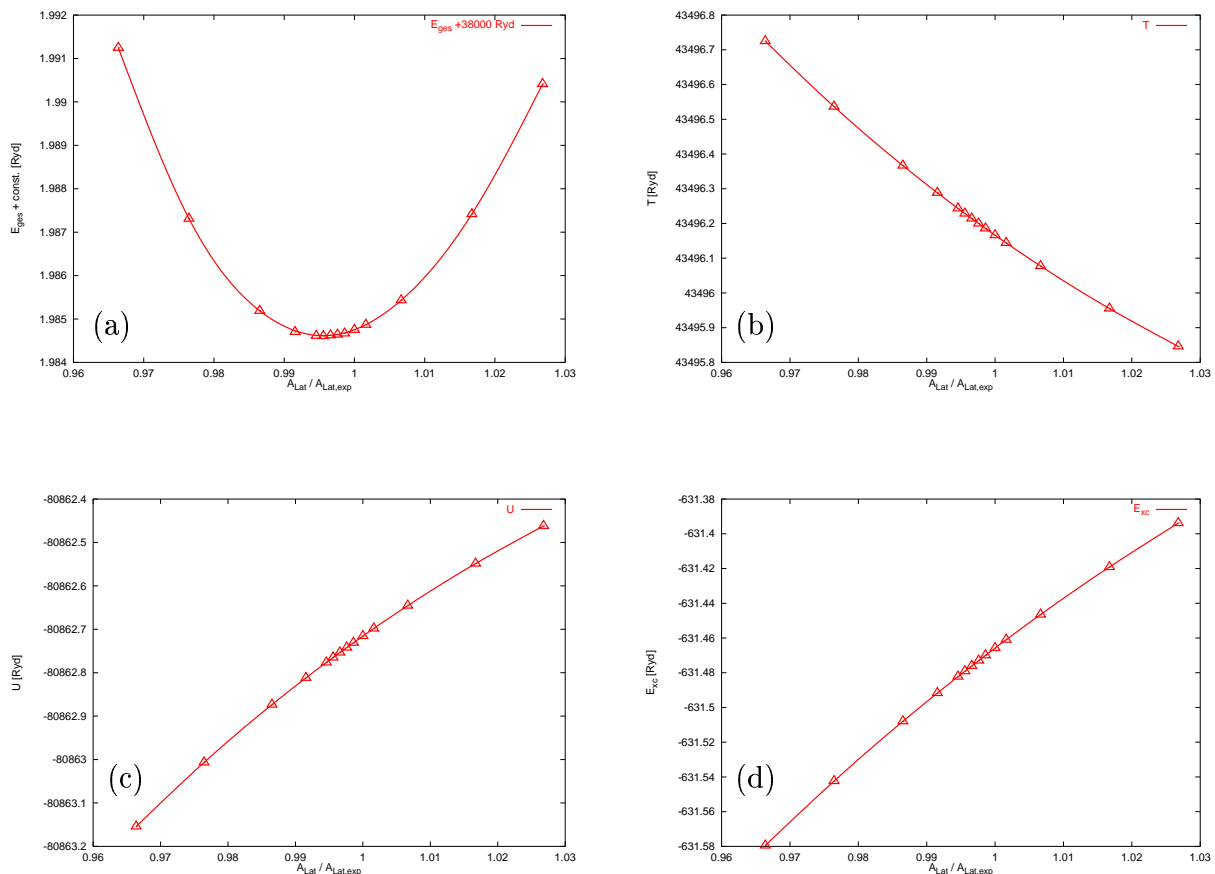 E_ges +38000 Ryd
1.992
1.991
1.99
1.989
1.988
1.987
1.986
1.985
1.984
E_ges + const. [Ryd]
(a)
0.96 0.97 0.98 0.99 1 1.01 1.02 1.03
A_Lat / A_Lat,exp
T
43496.8
43496.7
43496.6
43496.5
43496.4
43496.3
43496.2
43496.1
43496
43495.9
43495.8
T [Ryd]
(b)
0.96 0.97 0.98 0.99 1 1.01 1.02 1.03
A_Lat / A_Lat,exp
U
-80862.4
-80862.5
-80862.6
-80862.7
-80862.8
-80862.9
-80863
-80863.1
-80863.2
U [Ryd]
(c)
0.96 0.97 0.98 0.99 1 1.01 1.02 1.03
A_Lat / A_Lat,exp
E_xc
-631.38
-631.4
-631.42
-631.44
-631.46
-631.48
-631.5
-631.52
-631.54
-631.56
-631.58
E_xc [Ryd]
(d)
0.96 0.97 0.98 0.99 1 1.01 1.02 1.03
A_Lat / A_Lat,exp